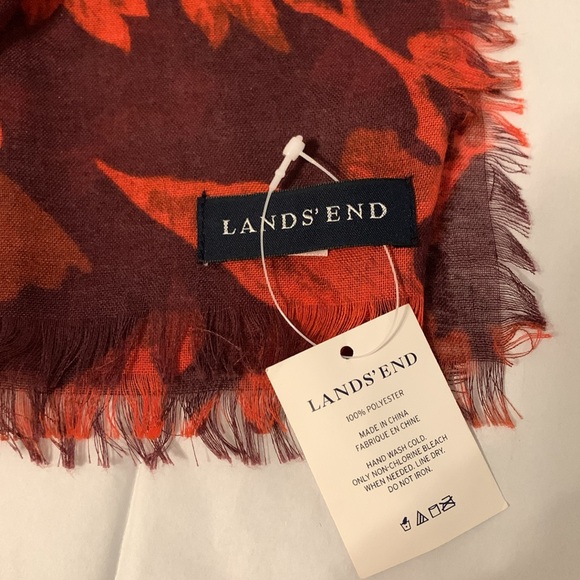 LANDS' END
LANDS' END
100% POLYESTER
MADE IN CHINA
FABRIQUE EN CHINE
HAND WASH COLD.
ONLY NON-CHLORINE BLEACH
WHEN NEEDED, LINE DRY.
DO NOT IRON.